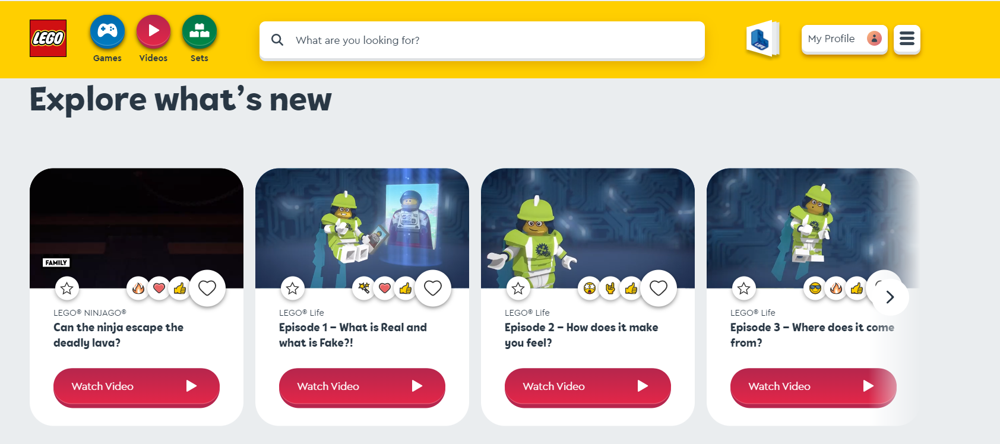 LEGO
Games
Videos
Sets
What are you looking for?
LIFE
My Profile
Explore what's new
FAMILY
LEGO® NINJAGO®
Can the ninja escape the
deadly lava?
Watch Video
LEGO® Life
Episode 1 – What is Real and
what is Fake?!
Watch Video
LEGO® Life
Episode 2 – How does it make
you feel?
Watch Video
LEGO® Life
Episode 3 – Where does it come
from?
Watch Video